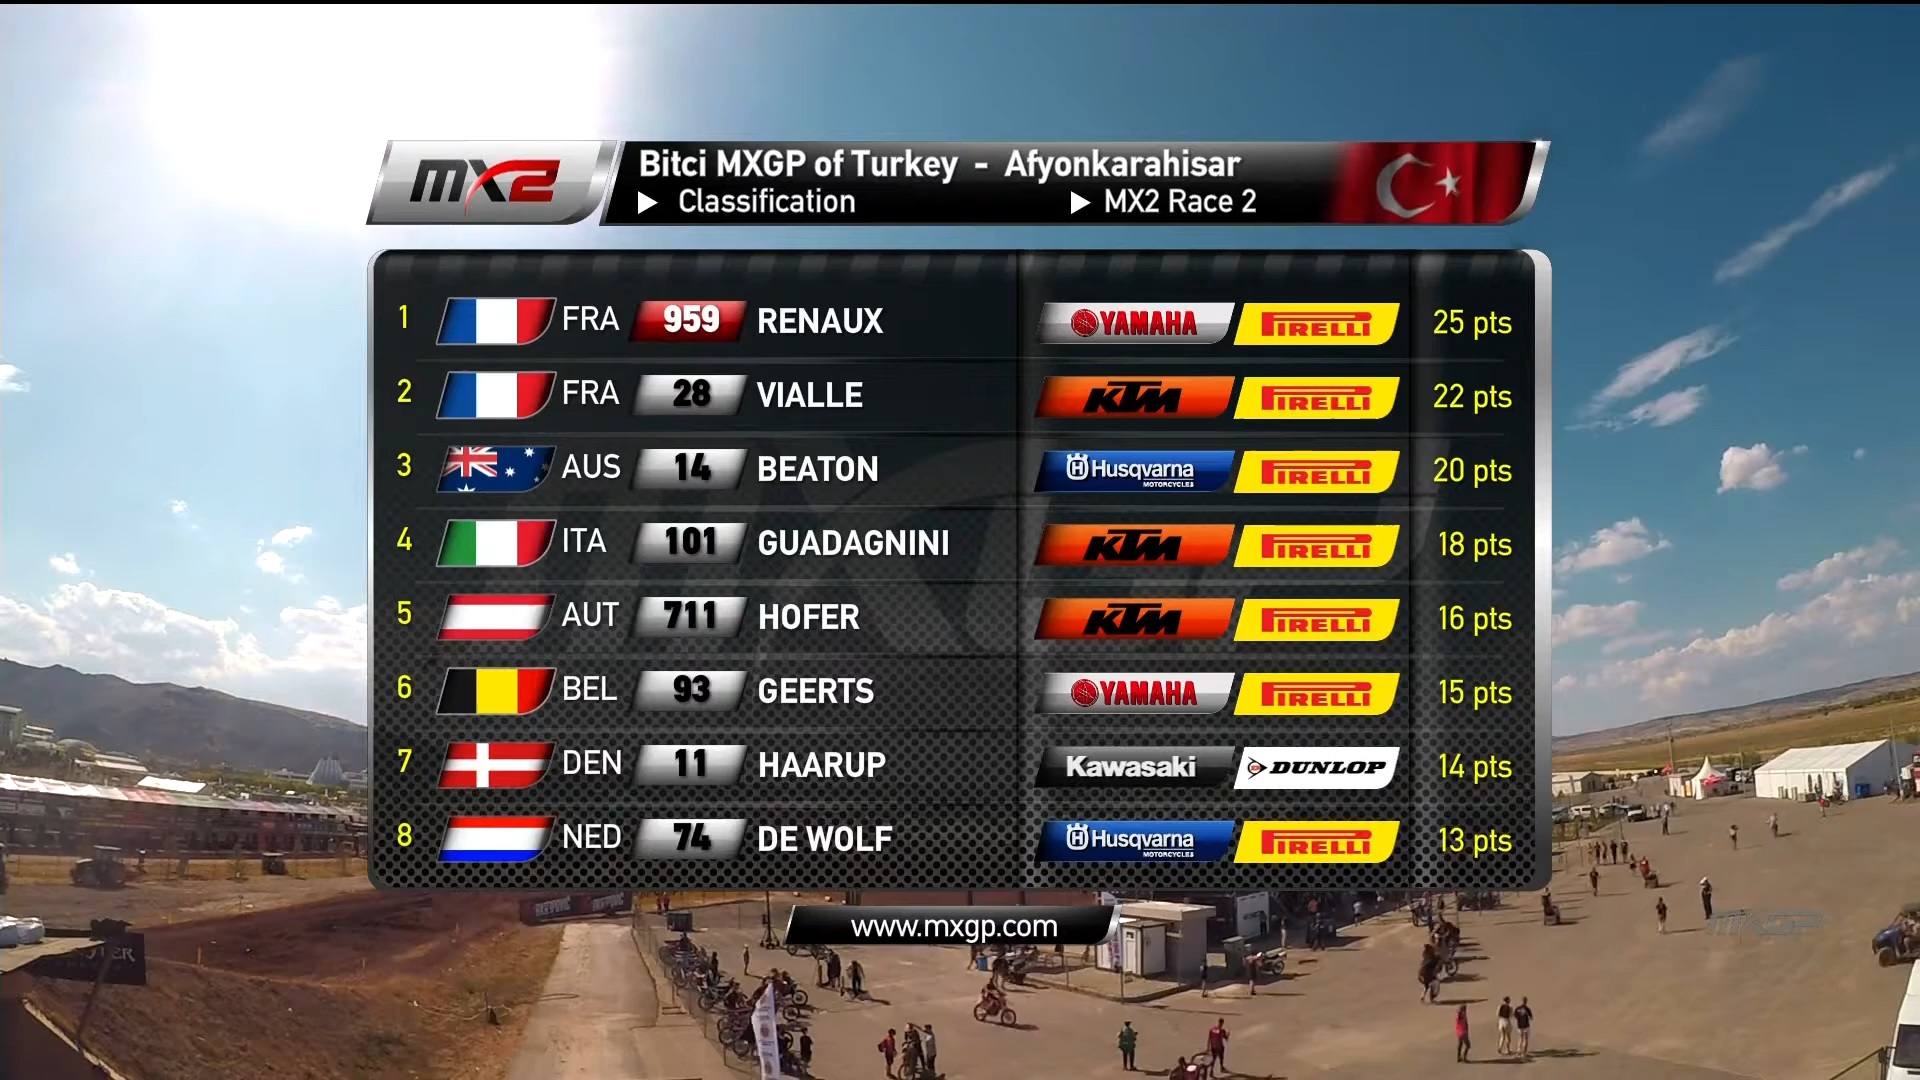 MX2
Bitci MXGP of Turkey - Afyonkarahisar
Classification MX2 Race 2
1 FRA 959 RENAUX YAMAHA PIRELLI 25 pts
2 FRA 28 VIALLE KTM PIRELLI 22 pts
3 AUS 14 BEATON Husqvarna MOTORCYCLES PIRELLI 20 pts
4 ITA 101 GUADAGNINI KTM PIRELLI 18 pts
5 AUT 711 HOFER KTM PIRELLI 16 pts
6 BEL 93 GEERTS YAMAHA PIRELLI 15 pts
7 DEN 11 HAARUP Kawasaki DUNLOP 14 pts
8 NED 74 DE WOLF Husqvarna MOTORCYCLES PIRELLI 13 pts
www.mxgp.com
MXGP